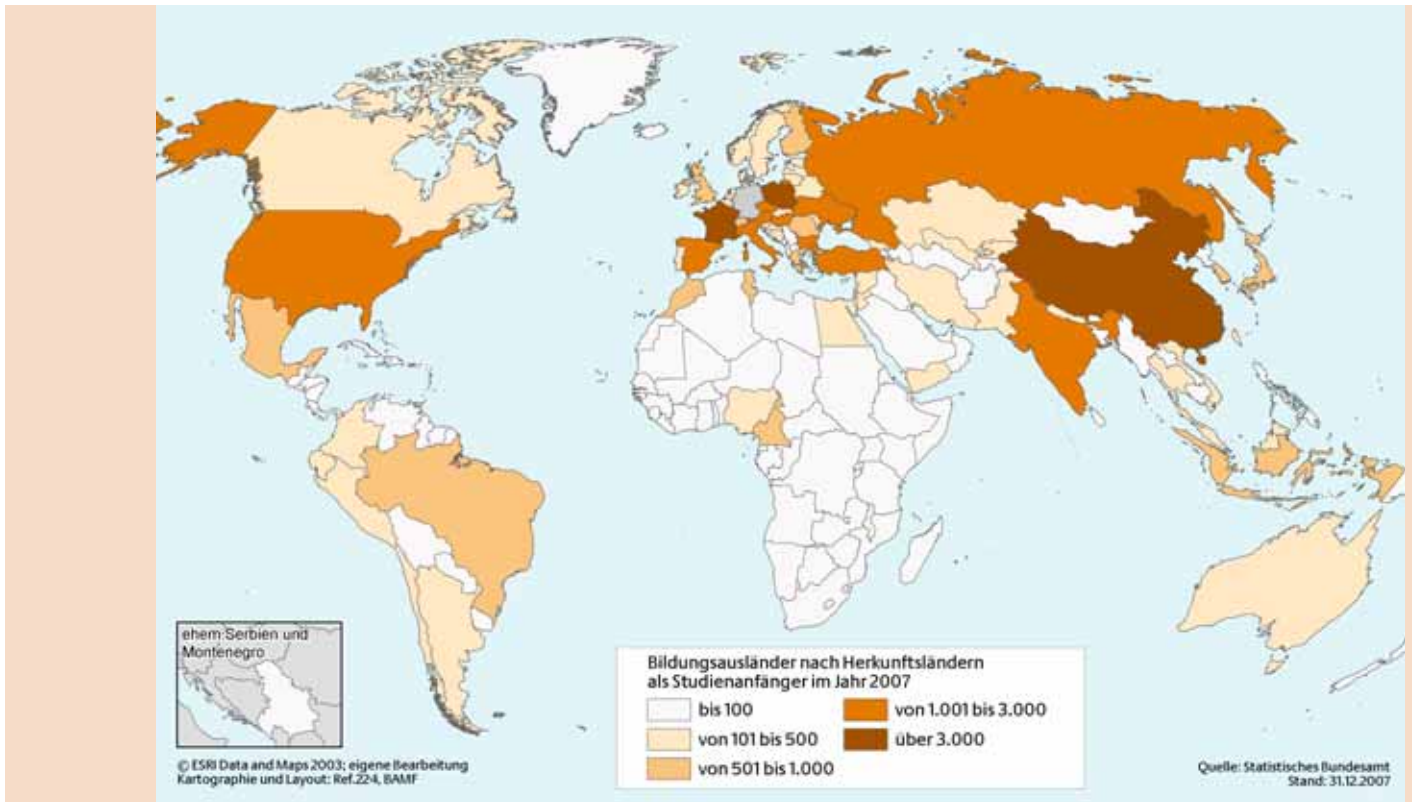 ehem.Serbien und
Montenegro
Bildungsausländer nach Herkunftsländern
als Studienanfänger im Jahr 2007
bis 100
von 101 bis 500
von 501 bis 1.000
von 1.001 bis 3.000
über 3.000
© ESRI Data and Maps 2003; eigene Bearbeitung
Kartographie und Layout: Ref.224, BAMF
Quelle: Statistisches Bundesamt
Stand: 31.12.2007